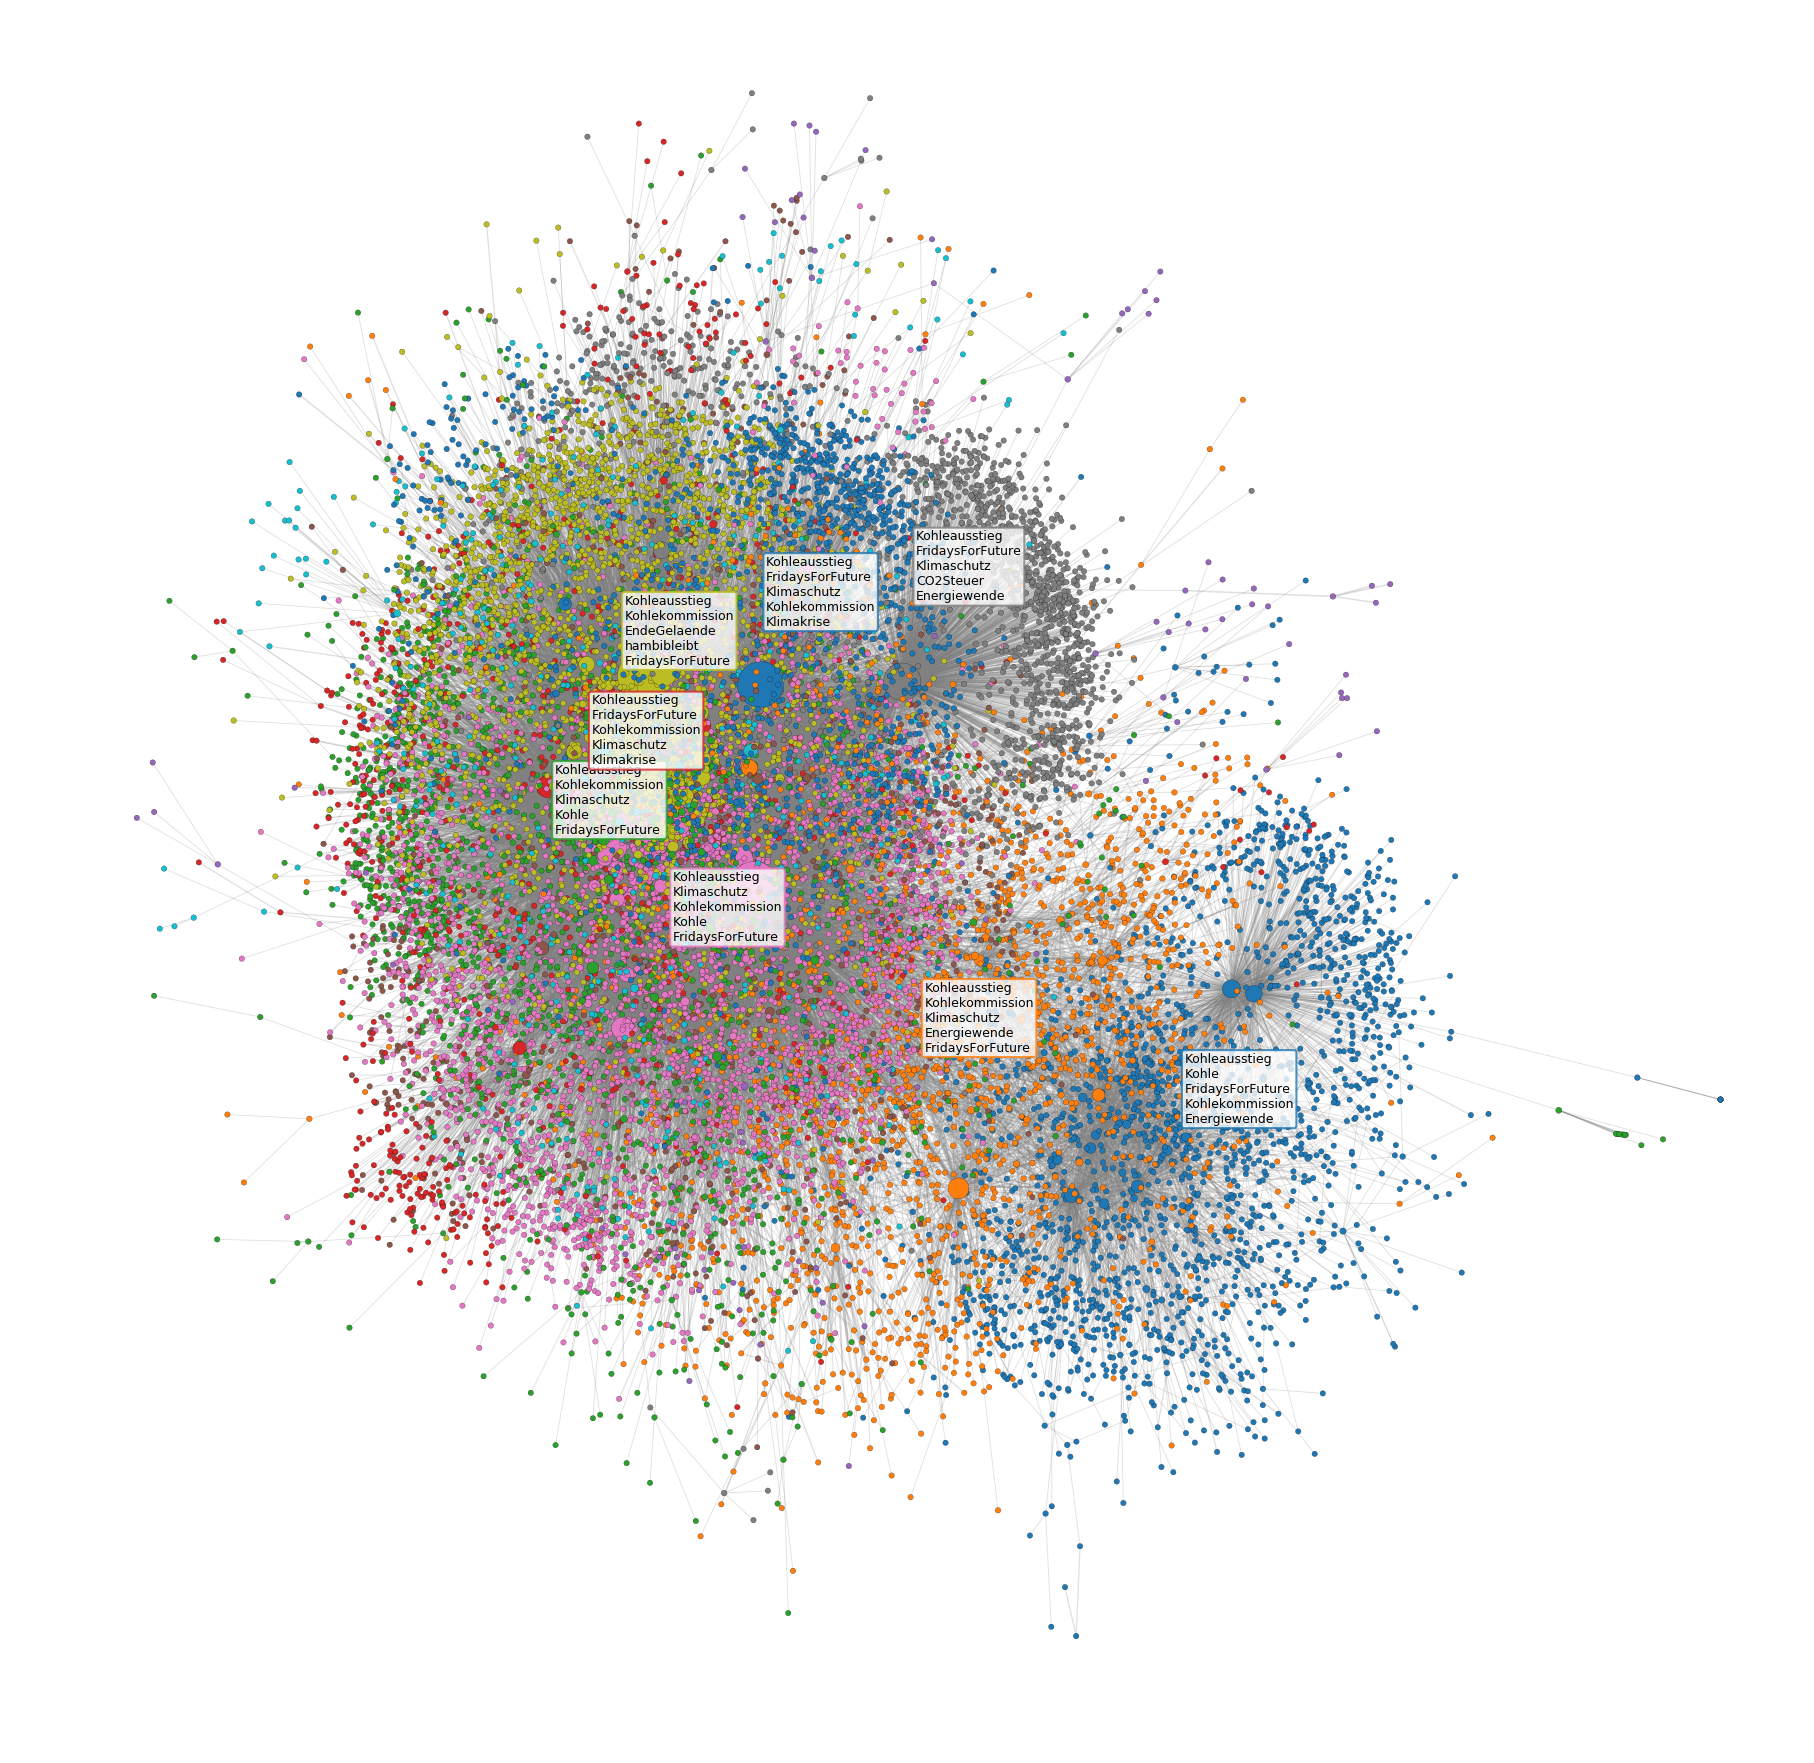 Kohleausstieg
FridaysForFuture
Klimaschutz
CO2Steuer
Energiewende
Kohleausstieg
FridaysForFuture
Klimaschutz
Kohlekommission
Klimakrise
Kohleausstieg
Kohlekommission
EndeGelaende
hambibleibt
FridaysForFuture
Kohleausstieg
FridaysForFuture
Kohlekommission
Klimaschutz
Klimakrise
Kohleausstieg
Kohlekommission
Klimaschutz
Kohle
FridaysForFuture
Kohleausstieg
Klimaschutz
Kohlekommission
Kohle
FridaysForFuture
Kohleausstieg
Kohlekommission
Klimaschutz
Energiewende
FridaysForFuture
Kohleausstieg
Kohle
FridaysForFuture
Kohlekommission
Energiewende